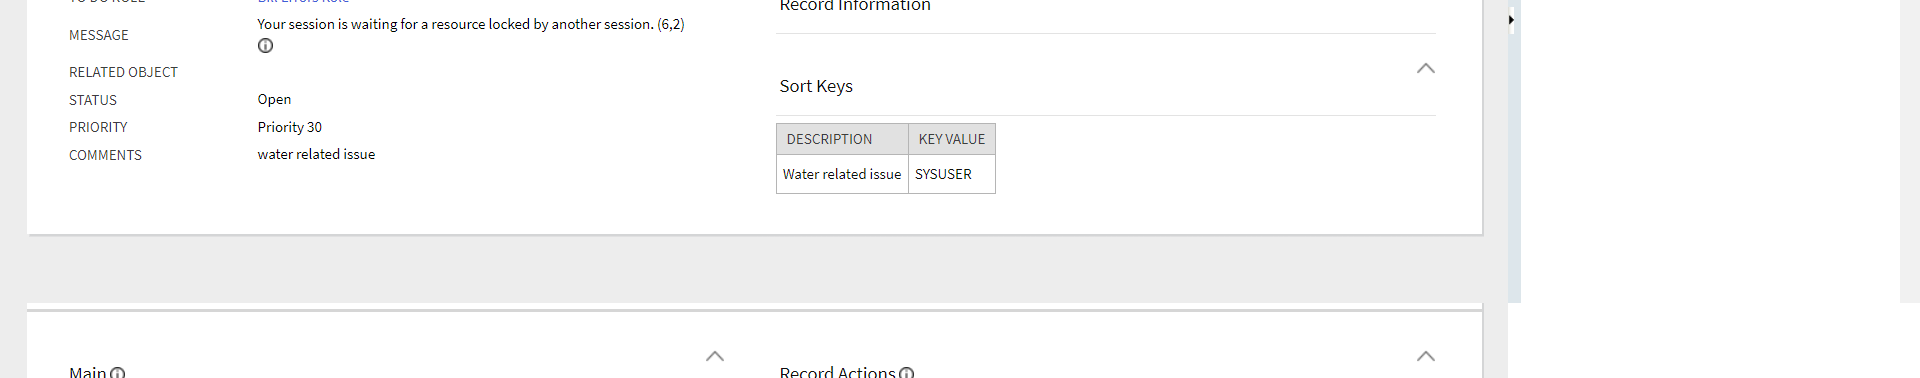 Record Information
Your session is waiting for a resource locked by another session. (6,2)
MESSAGE
RELATED OBJECT
STATUS Open
PRIORITY Priority 30
COMMENTS water related issue
Sort Keys
DESCRIPTION KEY VALUE
Water related issue SYSUSER
Main
Record Actions